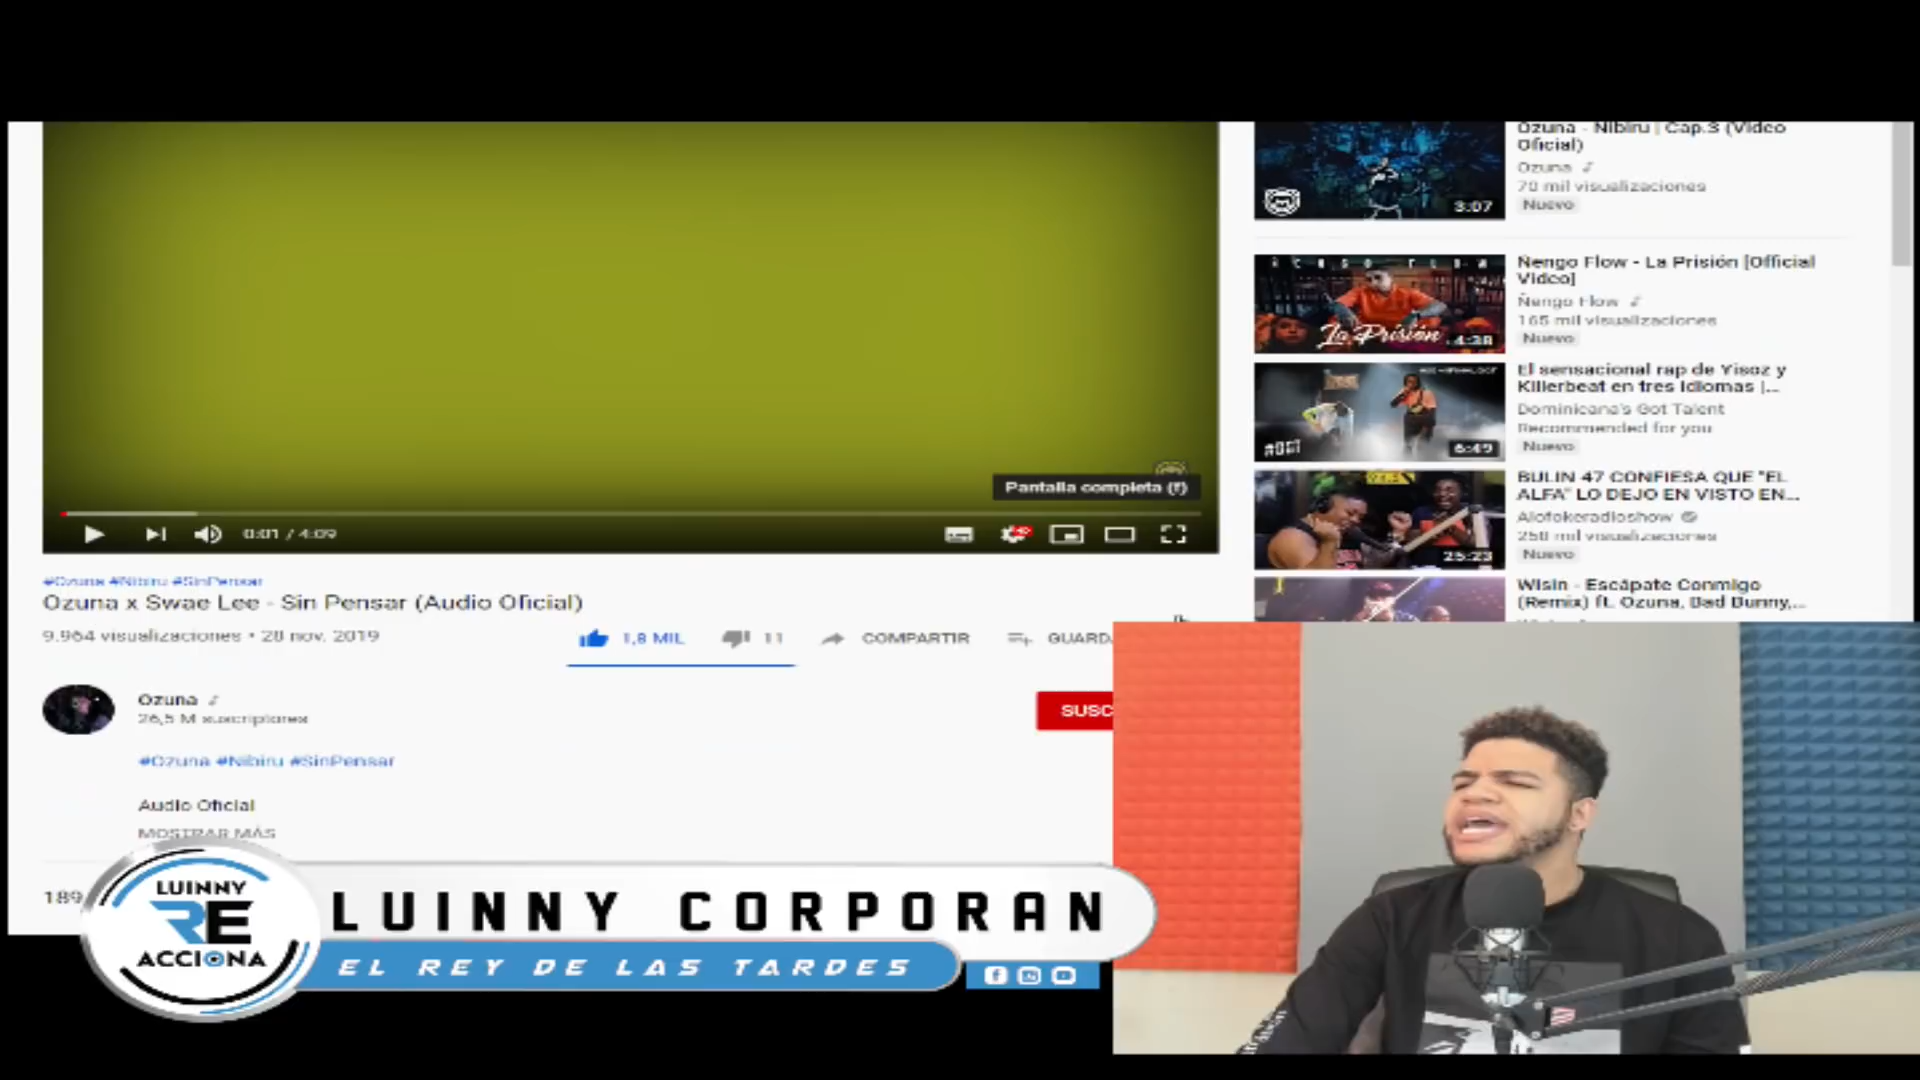 Pantalla completa (f)
0:01 / 4:09
#Ozuna #Nibiru #SinPensar
Ozuna x Swae Lee - Sin Pensar (Audio Oficial)
9.964 visualizaciones • 28 nov. 2019
1,8 MIL
11
COMPARTIR
GUARD
Ozuna
26,5 M suscriptores
SUSC
#Ozuna #Nibiru #SinPensar
Audio Oficial
MOSTRAR MÁS
189
Ozuna - Nibiru | Cap.3 (Video
Oficial)
Ozuna
70 mil visualizaciones
Nuevo
3:07
Ñengo Flow - La Prisión [Official
Video]
Ñengo Flow
165 mil visualizaciones
Nuevo
La Prisión
4:38
El sensacional rap de Yisoz y
Killerbeat en tres idiomas |...
Dominicana's Got Talent
Recommended for you
Nuevo
6:49
BULIN 47 CONFIESA QUE "EL
ALFA" LO DEJO EN VISTO EN...
Alofokeradioshow
250 mil visualizaciones
Nuevo
25:23
Wisin - Escápate Conmigo
(Remix) ft. Ozuna, Bad Bunny,...
LUINNY
RE
ACCIONA
LUINNY CORPORAN
EL REY DE LAS TARDES